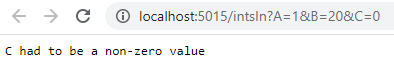 localhost:5015/intsIn?A=1&B=20&C=0
C had to be a non-zero value